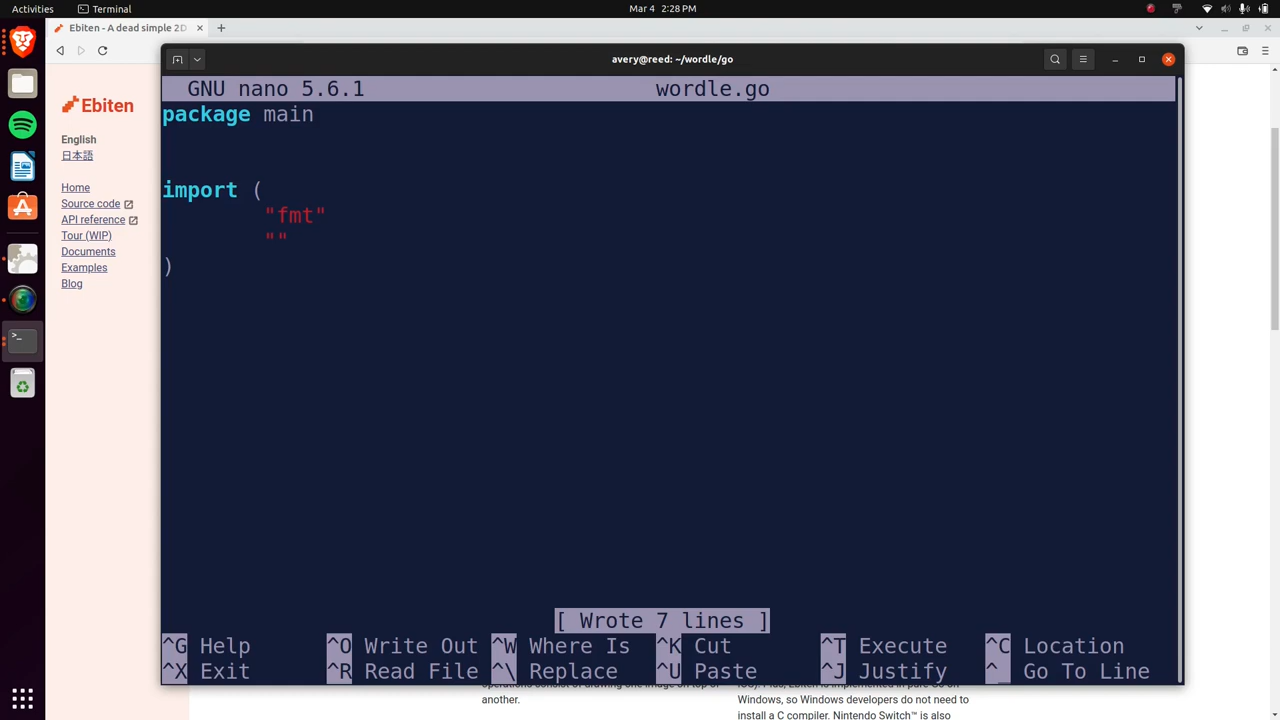 Activities
Terminal
Mar 4 2:28 PM
Ebiten - A dead simple 2D
avery@reed: ~/wordle/go
Ebiten
English
日本語
Home
Source code
API reference
Tour (WIP)
Documents
Examples
Blog
GNU nano 5.6.1 wordle.go
package main
import (
"fmt"
""
)
[ Wrote 7 lines ]
^G Help ^O Write Out ^W Where Is ^K Cut ^T Execute ^C Location
^X Exit ^R Read File ^\ Replace ^U Paste ^J Justify ^_ Go To Line
another.
Windows, so Windows developers do not need to
install a C compiler. Nintendo Switch™ is also